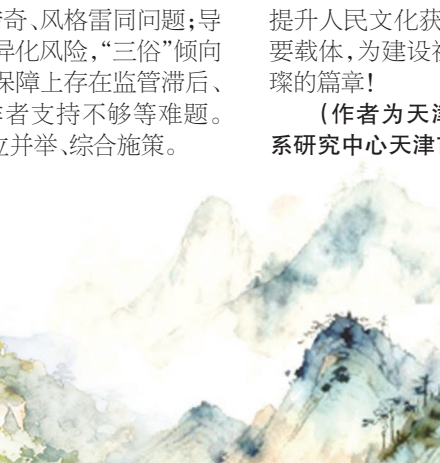 奇、风格雷同问题;导
异化风险,“三俗”倾向
保障上存在监管滞后、
者支持不够等难题。
并举、综合施策。
提升人民文化获
要载体,为建设社
璨的篇章!
(作者为天津
系研究中心天津市